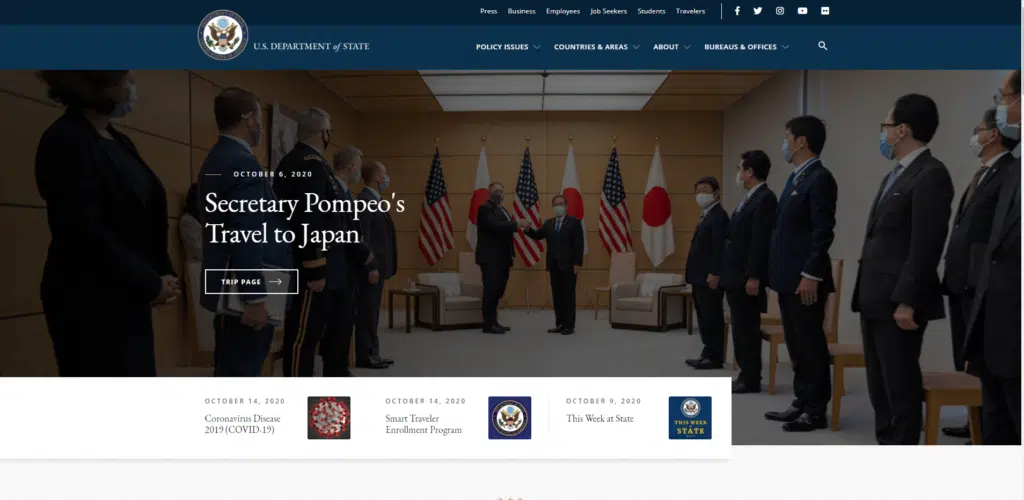 Press Business Employees Job Seekers Students Travelers
U.S. DEPARTMENT of STATE
POLICY ISSUES COUNTRIES & AREAS ABOUT BUREAUS & OFFICES
OCTOBER 6, 2020
Secretary Pompeo's
Travel to Japan
TRIP PAGE
OCTOBER 14, 2020
Coronavirus Disease
2019 (COVID-19)
OCTOBER 14, 2020
Smart Traveler
Enrollment Program
OCTOBER 9, 2020
This Week at State
THIS WEEK
at
STATE